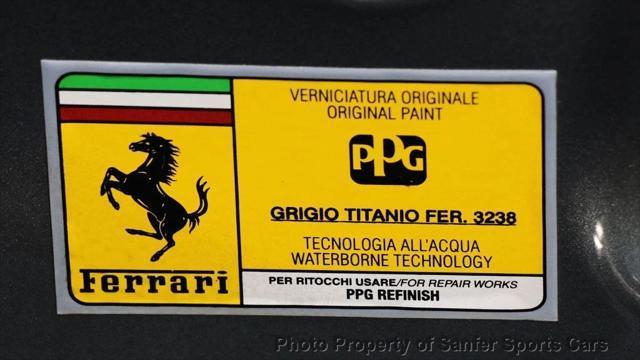 Ferrari
VERNICIATURA ORIGINALE
ORIGINAL PAINT
PPG
GRIGIO TITANIO FER. 3238
TECNOLOGIA ALL'ACQUA
WATERBORNE TECHNOLOGY
PER RITOCCHI USARE/FOR REPAIR WORKS
PPG REFINISH
Photo Property of Sanfer Sports Cars